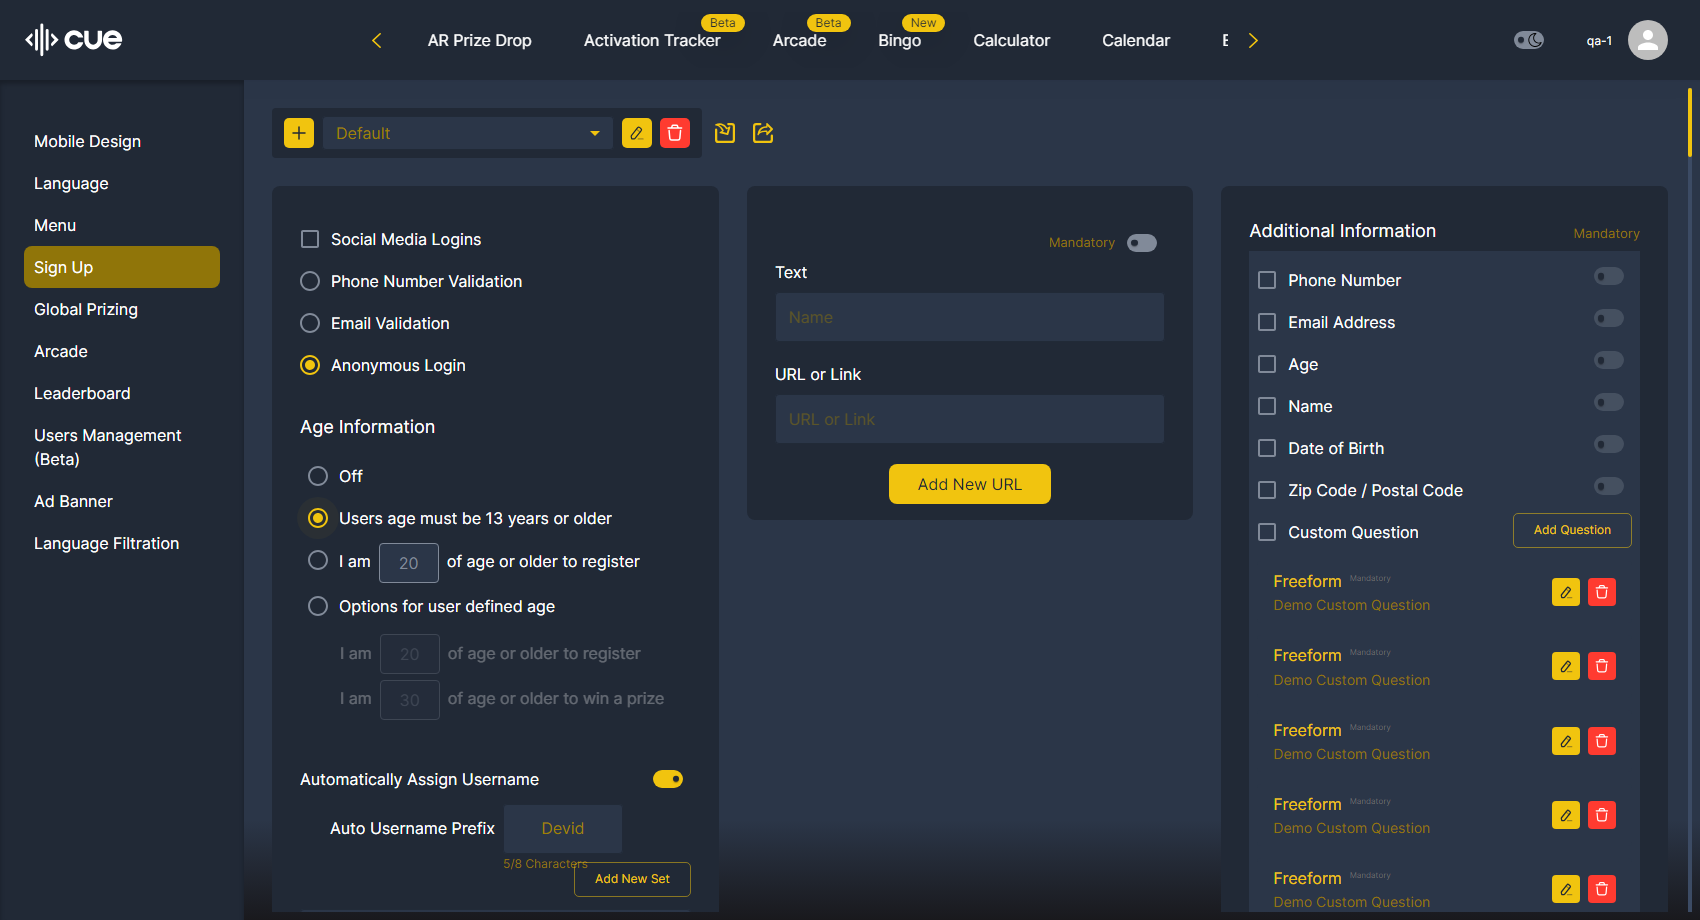 cue
AR Prize Drop
Activation Tracker
Beta
Arcade
Beta
Bingo
New
Calculator
Calendar
qa-1
Mobile Design
Language
Menu
Sign Up
Global Prizing
Arcade
Leaderboard
Users Management
(Beta)
Ad Banner
Language Filtration
Default
Social Media Logins
Phone Number Validation
Email Validation
Anonymous Login
Age Information
Off
Users age must be 13 years or older
I am 20 of age or older to register
Options for user defined age
I am 20 of age or older to register
I am 30 of age or older to win a prize
Automatically Assign Username
Auto Username Prefix Devid
5/8 Characters
Add New Set
Mandatory
Text
Name
URL or Link
URL or Link
Add New URL
Additional Information Mandatory
Phone Number
Email Address
Age
Name
Date of Birth
Zip Code / Postal Code
Custom Question Add Question
Freeform Mandatory
Demo Custom Question
Freeform Mandatory
Demo Custom Question
Freeform Mandatory
Demo Custom Question
Freeform Mandatory
Demo Custom Question
Freeform Mandatory
Demo Custom Question